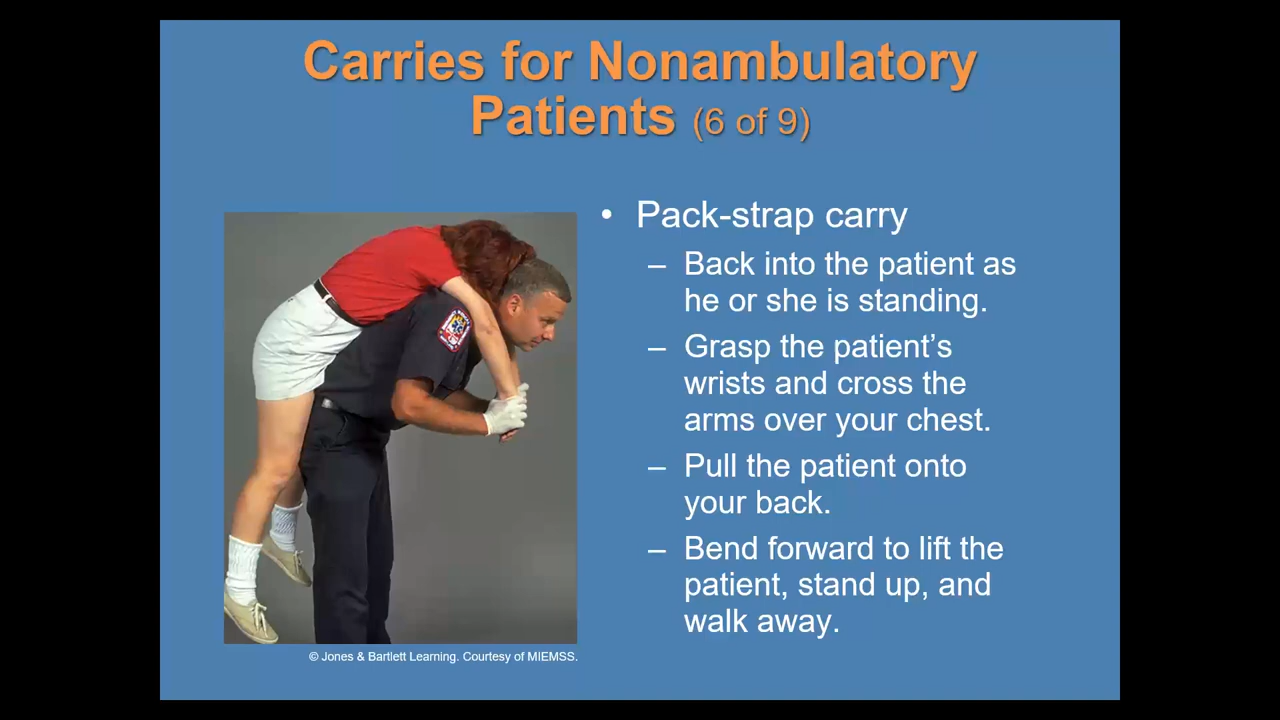 Carries for Nonambulatory
Patients (6 of 9)
• Pack-strap carry
– Back into the patient as
he or she is standing.
– Grasp the patient’s
wrists and cross the
arms over your chest.
– Pull the patient onto
your back.
– Bend forward to lift the
patient, stand up, and
walk away.
© Jones & Bartlett Learning. Courtesy of MIEMSS.